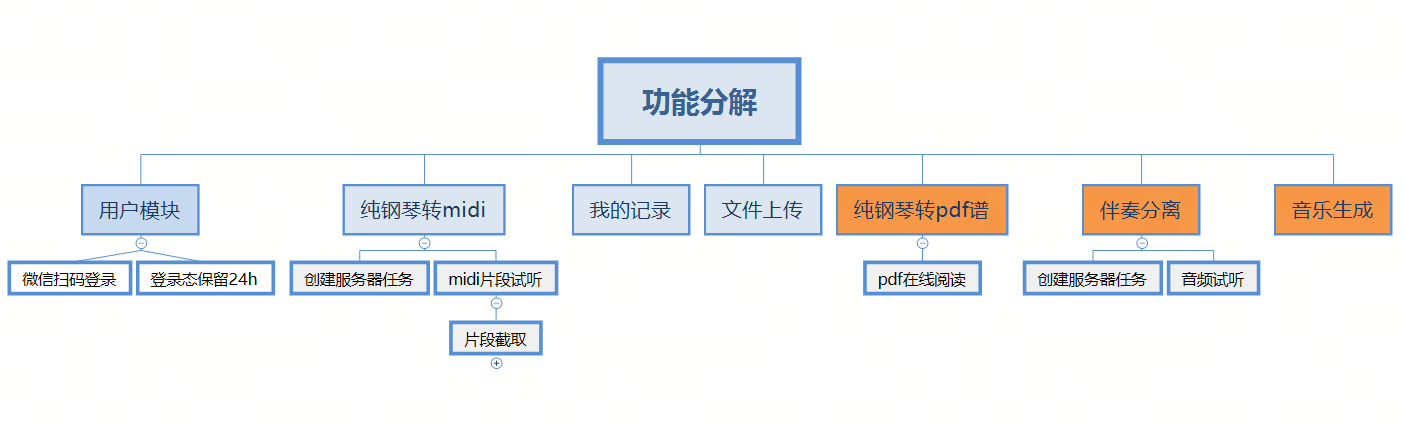 功能分解
用户模块
纯钢琴转midi
我的记录
文件上传
纯钢琴转pdf谱
伴奏分离
音乐生成
微信扫码登录
登录态保留24h
创建服务器任务
midi片段试听
pdf在线阅读
创建服务器任务
音频试听
片段截取